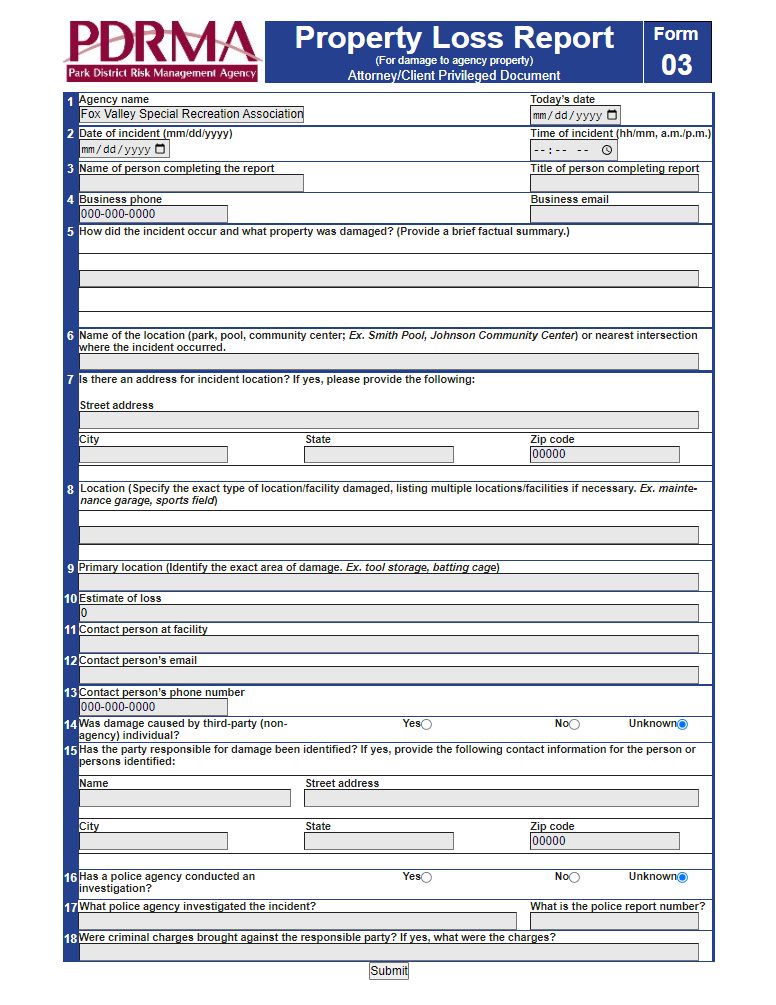 PDRMA
Park District Risk Management Agency
Property Loss Report
(For damage to agency property)
Attorney/Client Privileged Document
Form
03
1 Agency name Today's date
Fox Valley Special Recreation Association mm/dd/yyyy
2 Date of incident (mm/dd/yyyy) Time of incident (hh/mm, a.m./p.m.)
mm/dd/yyyy --:-- --
3 Name of person completing the report Title of person completing report
4 Business phone Business email
000-000-0000
5 How did the incident occur and what property was damaged? (Provide a brief factual summary.)
6 Name of the location (park, pool, community center; Ex. Smith Pool, Johnson Community Center) or nearest intersection
where the incident occurred.
7 Is there an address for incident location? If yes, please provide the following:
Street address
City State Zip code
00000
8 Location (Specify the exact type of location/facility damaged, listing multiple locations/facilities if necessary. Ex. mainte-
nance garage, sports field)
9 Primary location (Identify the exact area of damage. Ex. tool storage, batting cage)
10 Estimate of loss
0
11 Contact person at facility
12 Contact person's email
13 Contact person's phone number
000-000-0000
14 Was damage caused by third-party (non- Yes No Unknown
agency) individual?
15 Has the party responsible for damage been identified? If yes, provide the following contact information for the person or
persons identified:
Name Street address
City State Zip code
00000
16 Has a police agency conducted an Yes No Unknown
investigation?
17 What police agency investigated the incident? What is the police report number?
18 Were criminal charges brought against the responsible party? If yes, what were the charges?
Submit